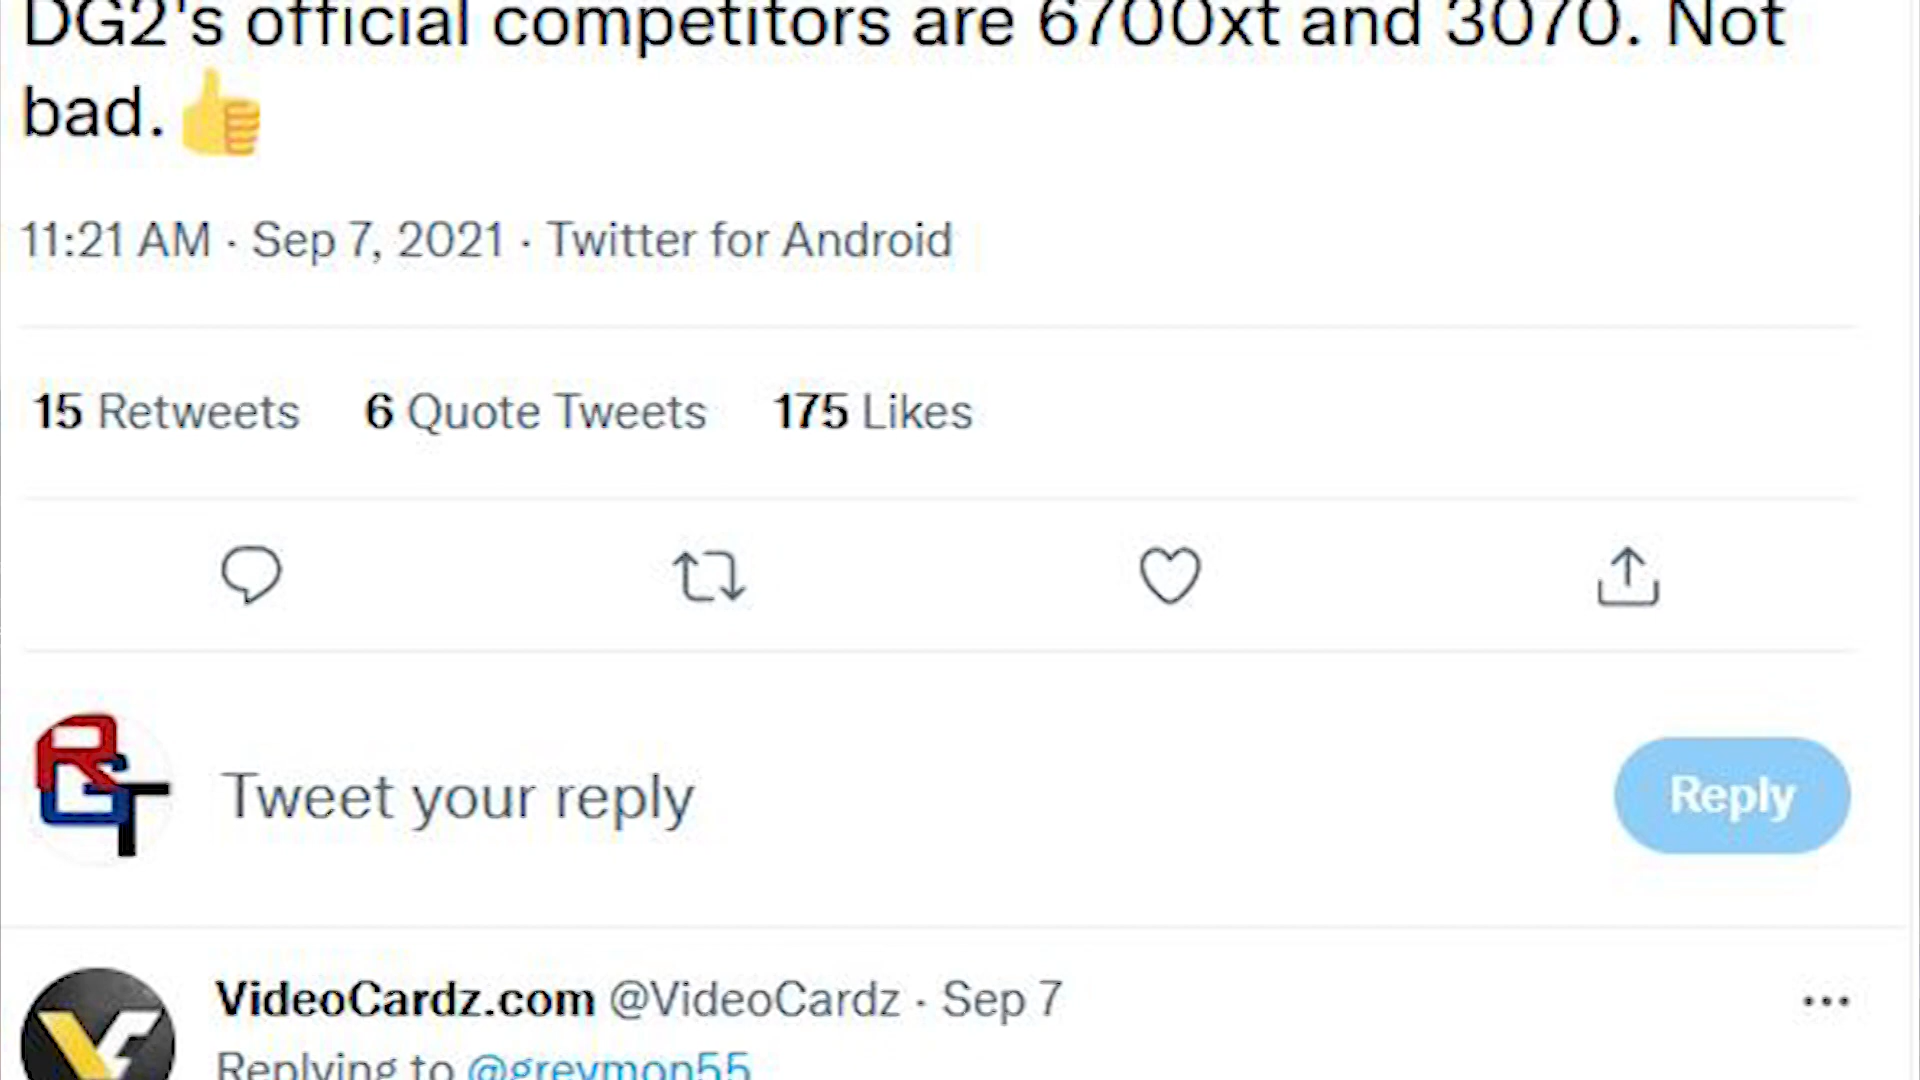 DG2's official competitors are 6700xt and 3070. Not
bad. 👍
11:21 AM · Sep 7, 2021 · Twitter for Android
15 Retweets 6 Quote Tweets 175 Likes
RGT
Tweet your reply
Reply
VideoCardz.com @VideoCardz · Sep 7
Replying to @greymon55